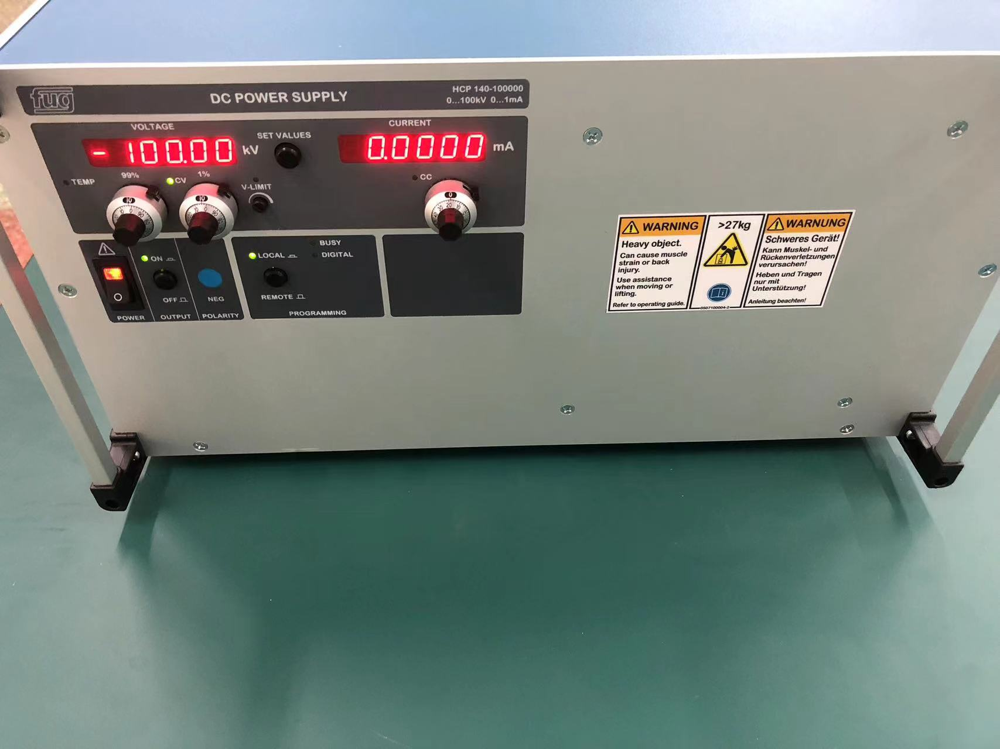 fug
DC POWER SUPPLY
HCP 140-100000
0...100kV 0...1mA
VOLTAGE
-100.00 kV
SET VALUES
CURRENT
0.0000 mA
TEMP
99%
CV
1%
V-LIMIT
CC
ON
OFF
POWER
OUTPUT
NEG
POLARITY
LOCAL
BUSY
DIGITAL
REMOTE
PROGRAMMING
WARNING
Heavy object.
Can cause muscle
strain or back
injury.
Use assistance
when moving or
lifting.
Refer to operating guide.
>27kg
0507100004-2
WARNUNG
Schweres Gerät!
Kann Muskel- und
Rückenverletzungen
verursachen!
Heben und Tragen
nur mit
Unterstützung!
Anleitung beachten!